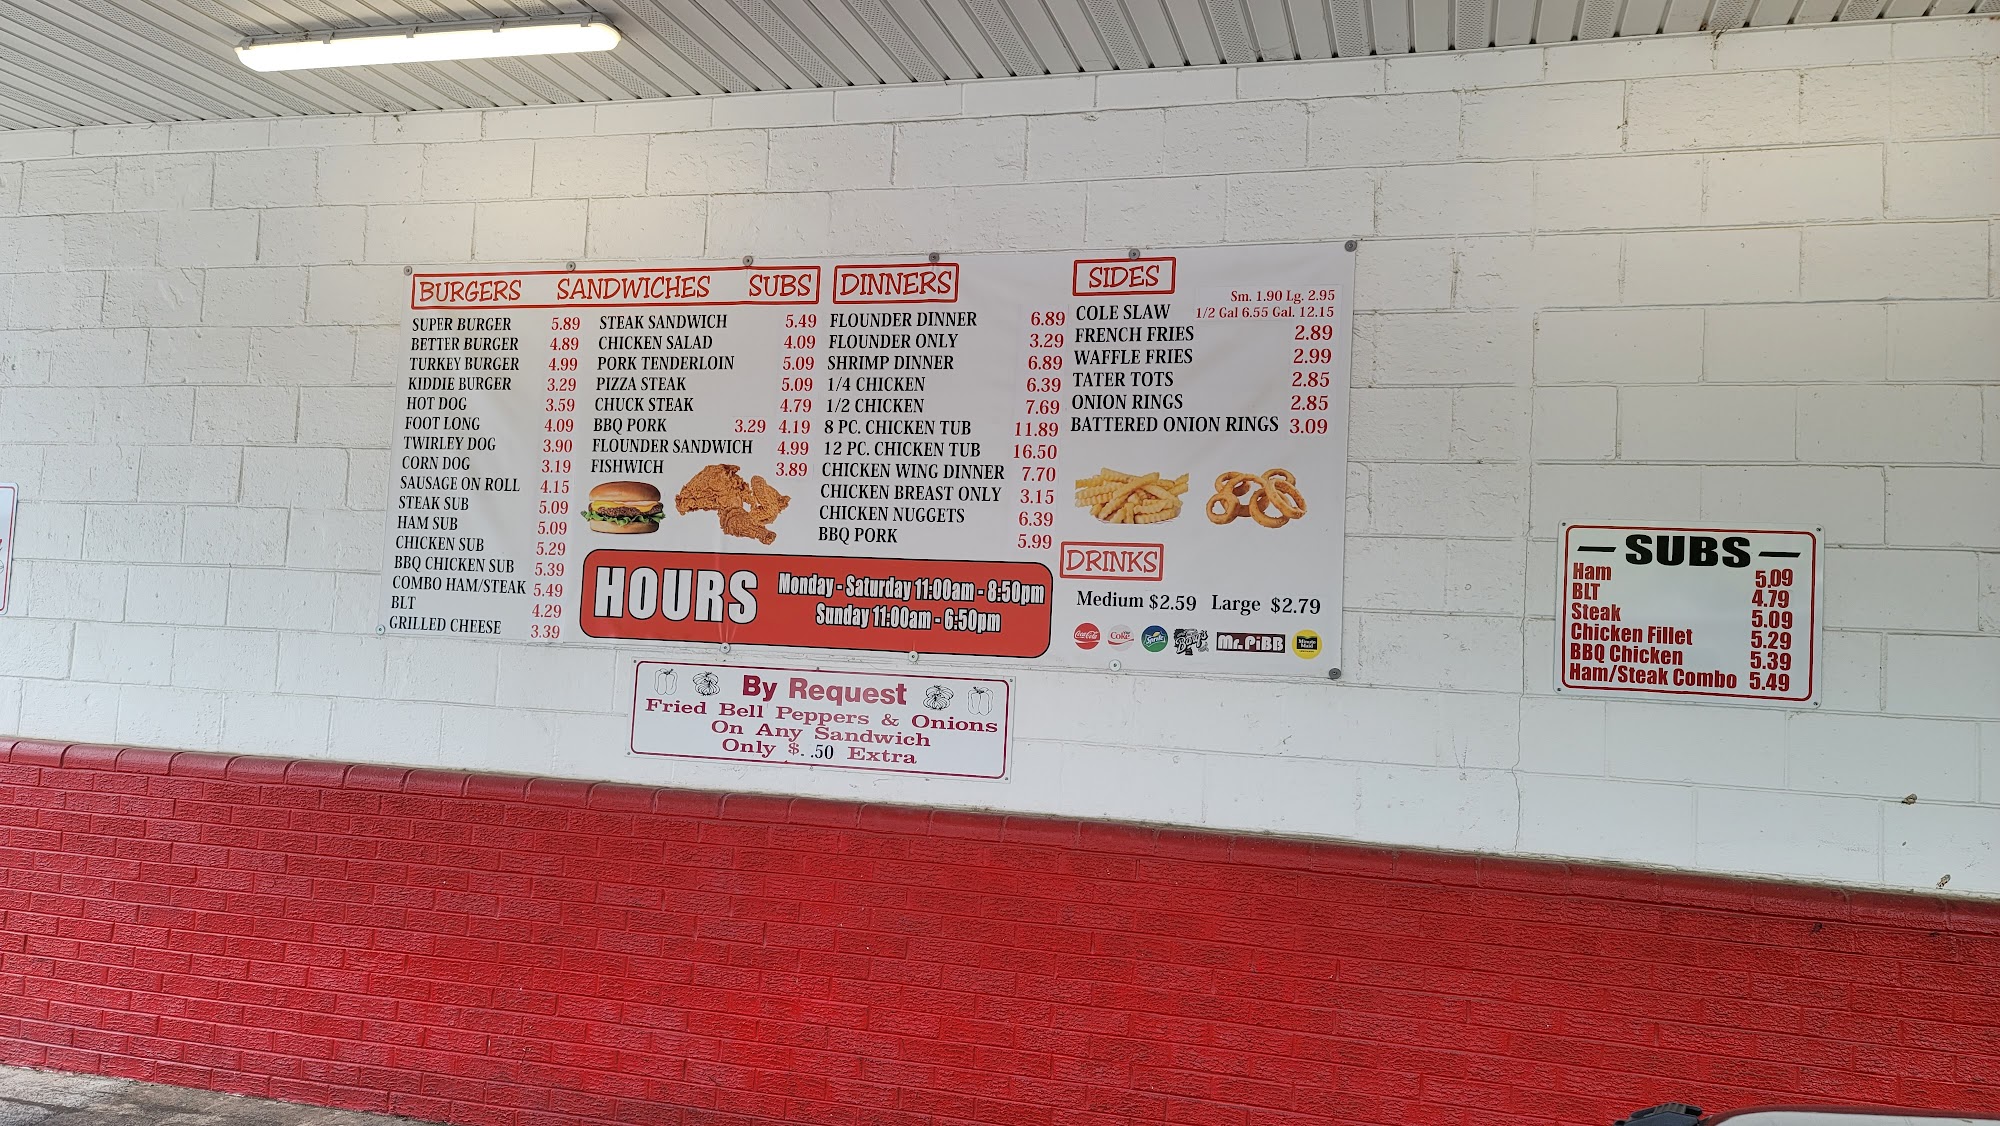 BURGERS SANDWICHES SUBS
SUPER BURGER 5.89
BETTER BURGER 4.89
TURKEY BURGER 4.99
KIDDIE BURGER 3.29
HOT DOG 3.59
FOOT LONG 4.09
TWIRLEY DOG 3.90
CORN DOG 3.19
SAUSAGE ON ROLL 4.15
STEAK SUB 5.09
HAM SUB 5.09
CHICKEN SUB 5.29
BBQ CHICKEN SUB 5.39
COMBO HAM/STEAK 5.49
BLT 4.29
GRILLED CHEESE 3.39
STEAK SANDWICH 5.49
CHICKEN SALAD 4.09
PORK TENDERLOIN 5.09
PIZZA STEAK 5.09
CHUCK STEAK 4.79
BBQ PORK 3.29 4.19
FLOUNDER SANDWICH 4.99
FISHWICH 3.89
DINNERS
FLOUNDER DINNER 6.89
FLOUNDER ONLY 3.29
SHRIMP DINNER 6.89
1/4 CHICKEN 6.39
1/2 CHICKEN 7.69
8 PC. CHICKEN TUB 11.89
12 PC. CHICKEN TUB 16.50
CHICKEN WING DINNER 7.70
CHICKEN BREAST ONLY 3.15
CHICKEN NUGGETS 6.39
BBQ PORK 5.99
SIDES
Sm. 1.90 Lg. 2.95
COLE SLAW 1/2 Gal 6.55 Gal. 12.15
FRENCH FRIES 2.89
WAFFLE FRIES 2.99
TATER TOTS 2.85
ONION RINGS 2.85
BATTERED ONION RINGS 3.09
DRINKS
Medium $2.59 Large $2.79
Coca-Cola Coke Sprite Barq's Mr. PiBB Minute Maid
HOURS
Monday - Saturday 11:00am - 8:50pm
Sunday 11:00am - 6:50pm
By Request
Fried Bell Peppers & Onions
On Any Sandwich
Only $. .50 Extra
SUBS
Ham 5.09
BLT 4.79
Steak 5.09
Chicken Fillet 5.29
BBQ Chicken 5.39
Ham/Steak Combo 5.49